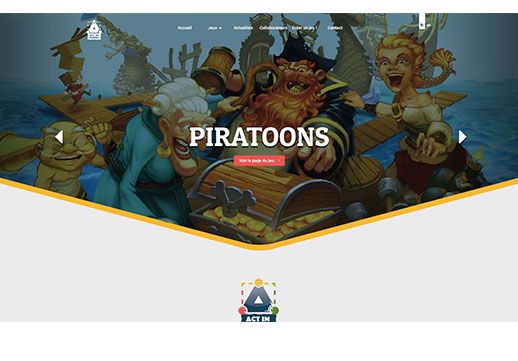 Accueil Jeux Actualités Collaborateurs Créer un jeu ! Contact
PIRATOONS
Voir la page du jeu
ACT IN